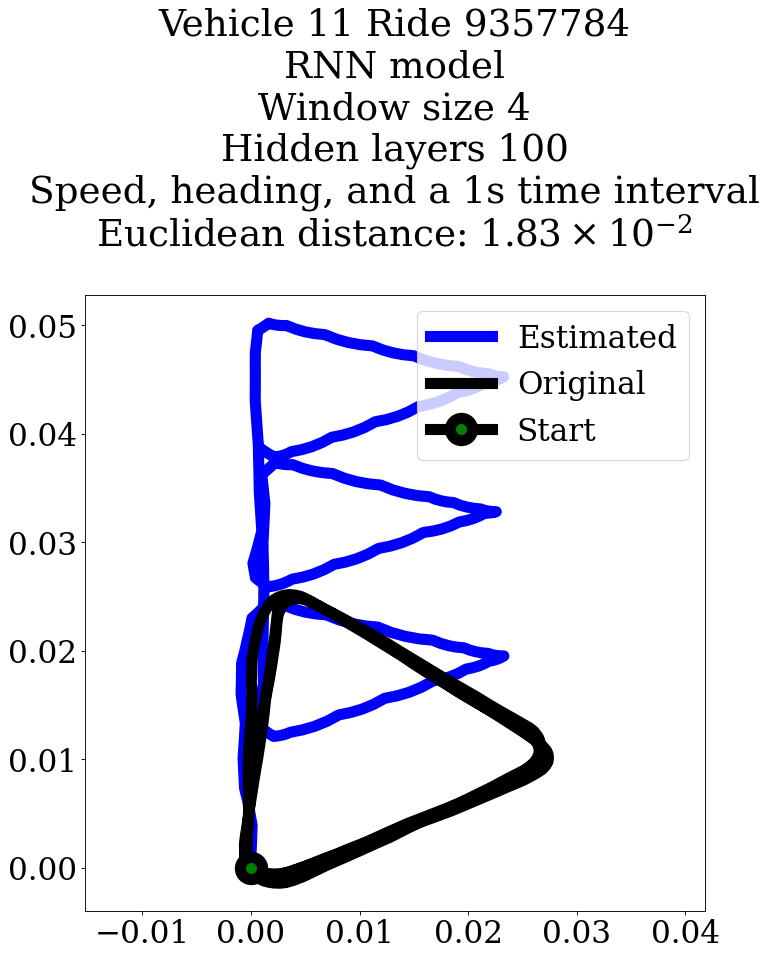 Vehicle 11 Ride 9357784
RNN model
Window size 4
Hidden layers 100
Speed, heading, and a 1s time interval
Euclidean distance: 1.83 × 10⁻²
Estimated
Original
Start
0.05
0.04
0.03
0.02
0.01
0.00
−0.01 0.00 0.01 0.02 0.03 0.04